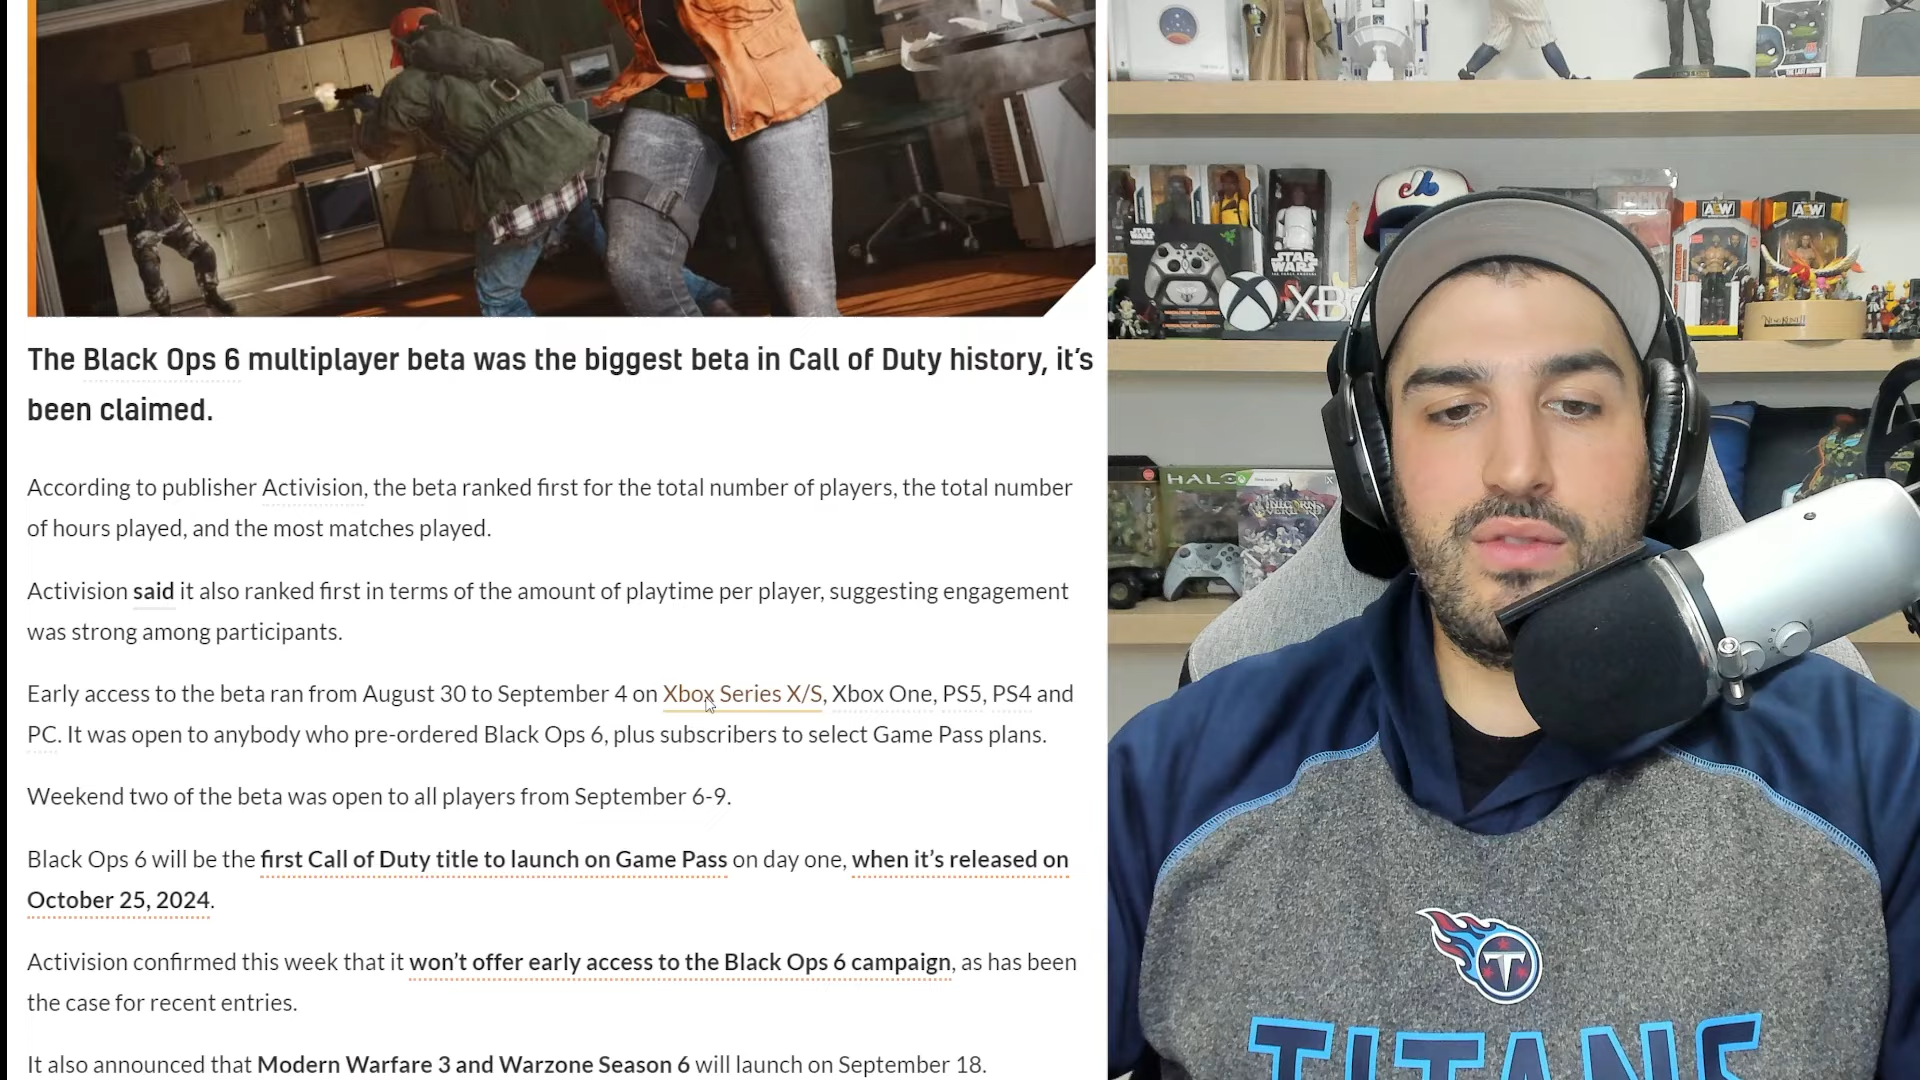 The Black Ops 6 multiplayer beta was the biggest beta in Call of Duty history, it’s
been claimed.
According to publisher Activision, the beta ranked first for the total number of players, the total number
of hours played, and the most matches played.
Activision said it also ranked first in terms of the amount of playtime per player, suggesting engagement
was strong among participants.
Early access to the beta ran from August 30 to September 4 on Xbox Series X/S, Xbox One, PS5, PS4 and
PC. It was open to anybody who pre-ordered Black Ops 6, plus subscribers to select Game Pass plans.
Weekend two of the beta was open to all players from September 6-9.
Black Ops 6 will be the first Call of Duty title to launch on Game Pass on day one, when it’s released on
October 25, 2024.
Activision confirmed this week that it won’t offer early access to the Black Ops 6 campaign, as has been
the case for recent entries.
It also announced that Modern Warfare 3 and Warzone Season 6 will launch on September 18.
ROCKY
AEW
AEW
STAR
WARS
STAR
WARS
XB
HALO
UNICORN
OVERLORD
T
TITANS